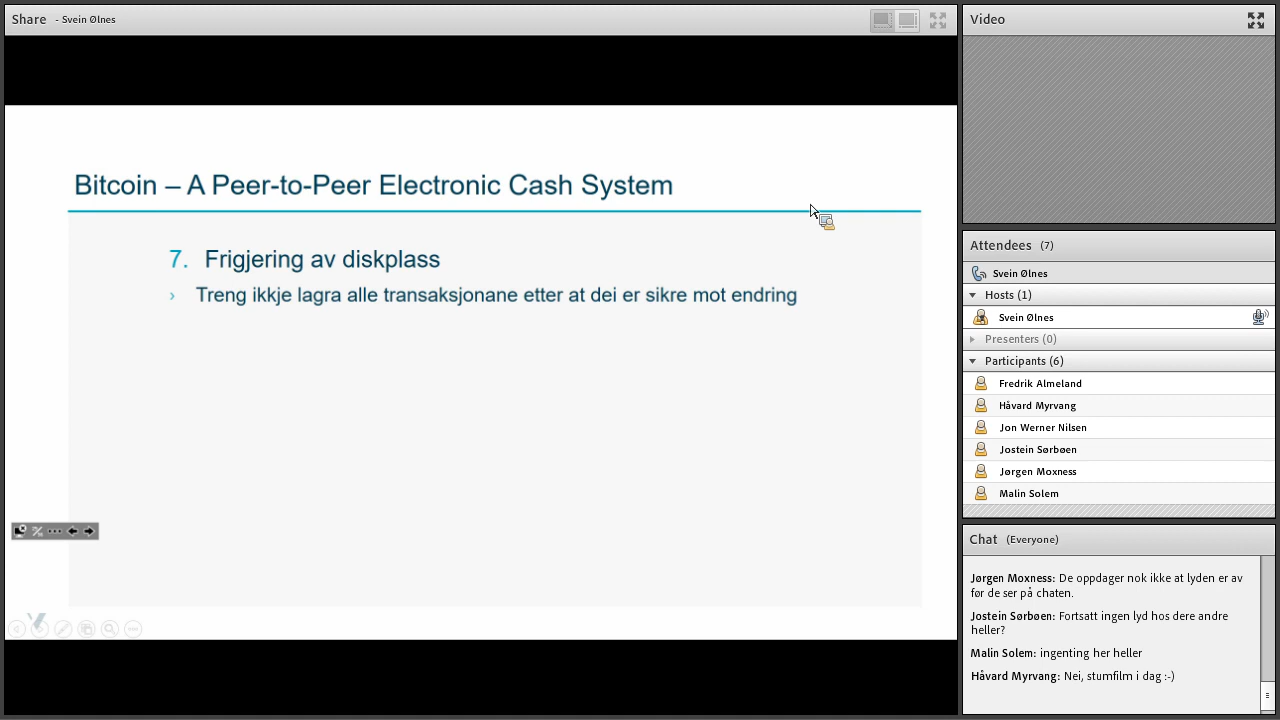 Share - Svein Ølnes
Bitcoin – A Peer-to-Peer Electronic Cash System
7. Frigjering av diskplass
› Treng ikkje lagra alle transaksjonane etter at dei er sikre mot endring
Video
Attendees (7)
Svein Ølnes
Hosts (1)
Svein Ølnes
Presenters (0)
Participants (6)
Fredrik Almeland
Håvard Myrvang
Jon Werner Nilsen
Jostein Sørbøen
Jørgen Moxness
Malin Solem
Chat (Everyone)
Jørgen Moxness: De oppdager nok ikke at lyden er av
før de ser på chaten.
Jostein Sørbøen: Fortsatt ingen lyd hos dere andre
heller?
Malin Solem: ingenting her heller
Håvard Myrvang: Nei, stumfilm i dag :-)